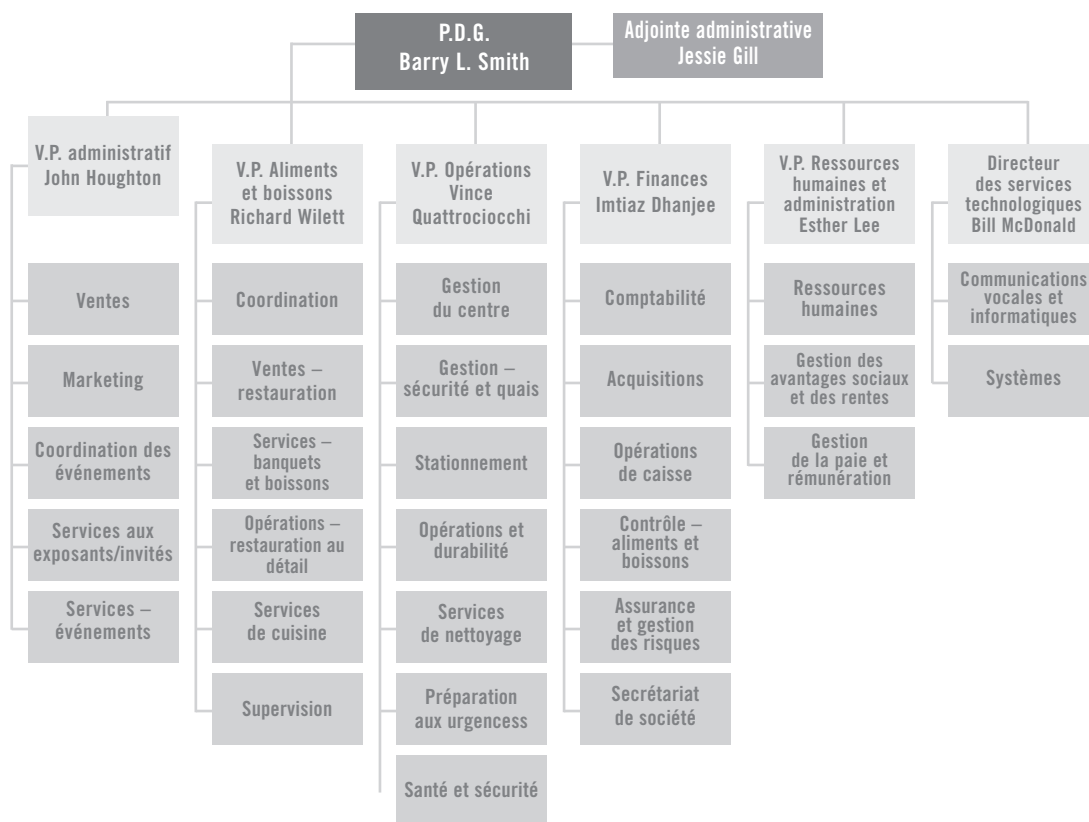 P.D.G.
Barry L. Smith
Adjointe administrative
Jessie Gill
V.P. administratif
John Houghton
Ventes
Marketing
Coordination des
événements
Services aux
exposants/invités
Services –
événements
V.P. Aliments
et boissons
Richard Wilett
Coordination
Ventes –
restauration
Services –
banquets
et boissons
Opérations –
restauration au
détail
Services
de cuisine
Supervision
V.P. Opérations
Vince
Quattrociocchi
Gestion
du centre
Gestion –
sécurité et quais
Stationnement
Opérations et
durabilité
Services
de nettoyage
Préparation
aux urgencess
Santé et sécurité
V.P. Finances
Imtiaz Dhanjee
Comptabilité
Acquisitions
Opérations
de caisse
Contrôle –
aliments et
boissons
Assurance
et gestion
des risques
Secrétariat
de société
V.P. Ressources
humaines et
administration
Esther Lee
Ressources
humaines
Gestion des
avantages sociaux
et des rentes
Gestion
de la paie et
rémunération
Directeur
des services
technologiques
Bill McDonald
Communications
vocales et
informatiques
Systèmes